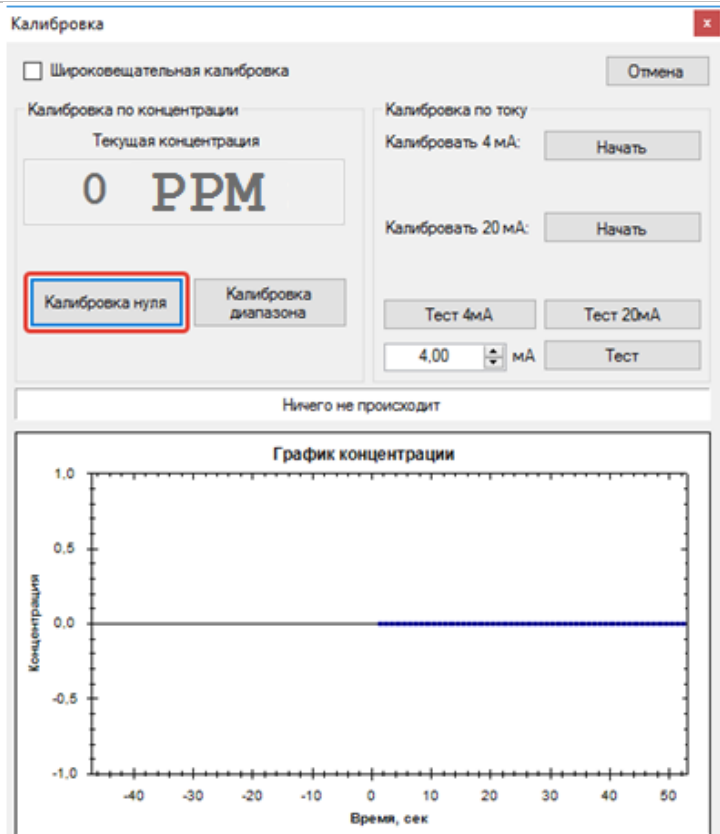 Калибровка
x
Широковещательная калибровка
Отмена
Калибровка по концентрации
Текущая концентрация
0 PPM
Калибровка нуля
Калибровка
диапазона
Калибровка по току
Калибровать 4 мА:
Начать
Калибровать 20 мА:
Начать
Тест 4мА
Тест 20мА
4,00
мА
Тест
Ничего не происходит
График концентрации
Концентрация
1,0
0,5
0,0
-0,5
-1,0
-40 -30 -20 -10 0 10 20 30 40 50
Время, сек